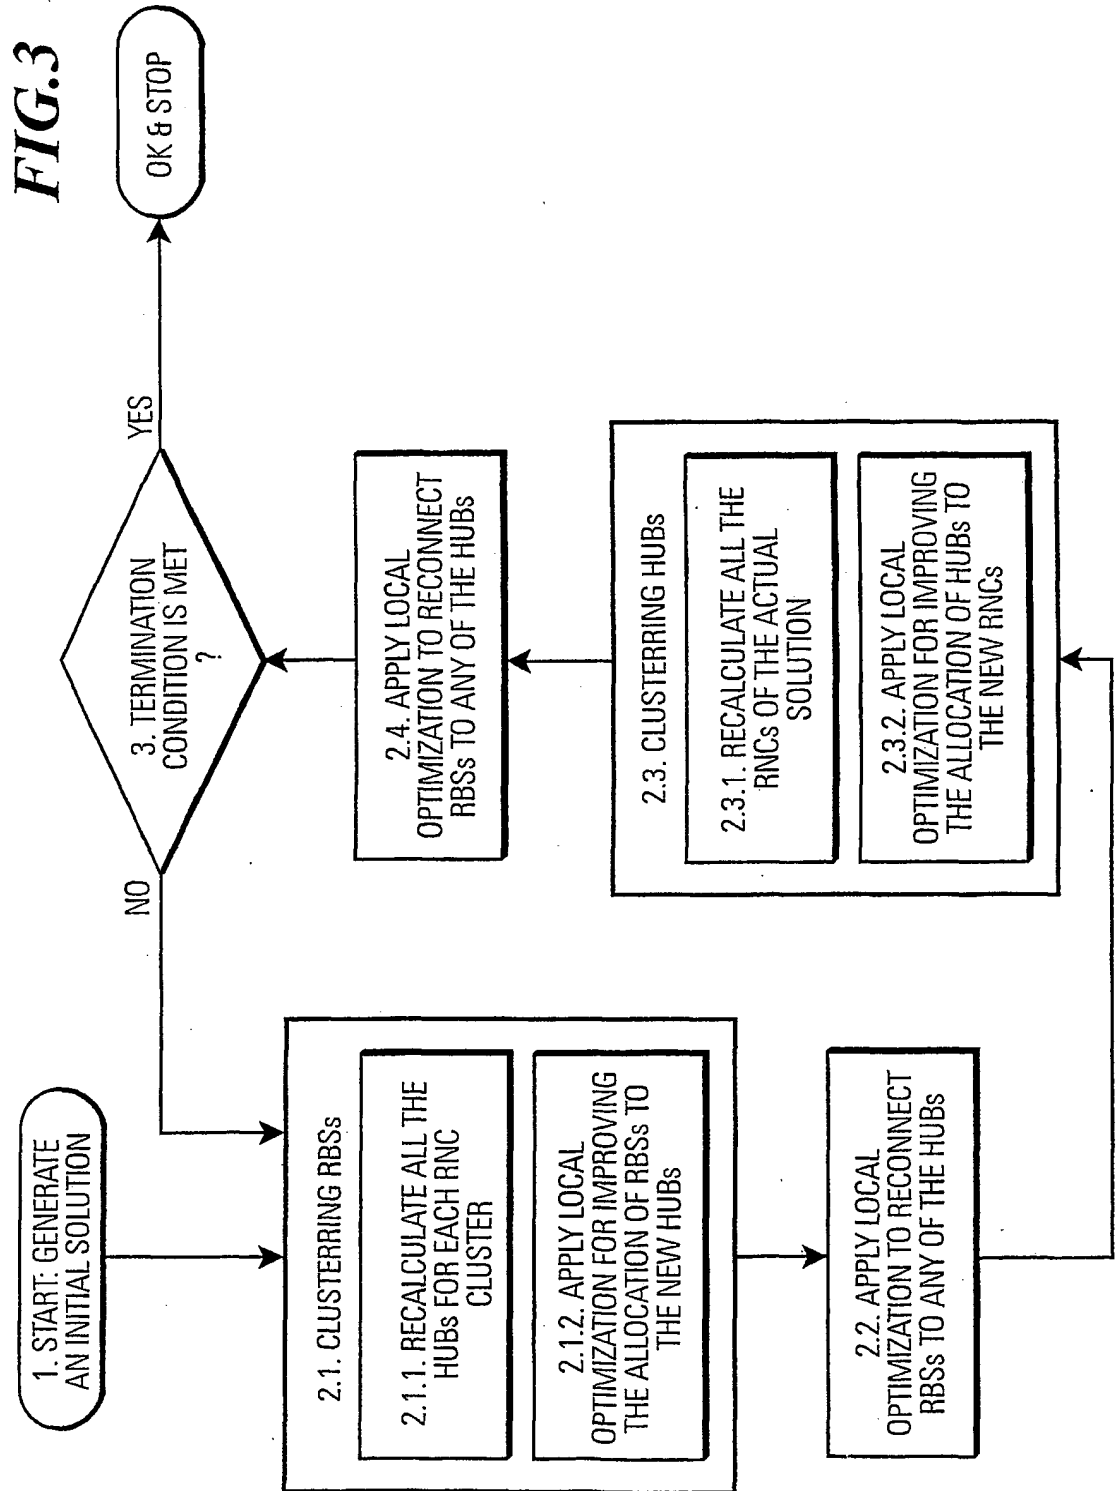 FIG.3
1. START: GENERATE
AN INITIAL SOLUTION
2.1. CLUSTERRING RBSs
2.1.1. RECALCULATE ALL THE
HUBs FOR EACH RNC
CLUSTER
2.1.2. APPLY LOCAL
OPTIMIZATION FOR IMPROVING
THE ALLOCATION OF RBSs TO
THE NEW HUBs
2.2. APPLY LOCAL
OPTIMIZATION TO RECONNECT
RBSs TO ANY OF THE HUBs
2.3. CLUSTERRING HUBs
2.3.1. RECALCULATE ALL THE
RNCs OF THE ACTUAL
SOLUTION
2.3.2. APPLY LOCAL
OPTIMIZATION FOR IMPROVING
THE ALLOCATION OF HUBs TO
THE NEW RNCs
2.4. APPLY LOCAL
OPTIMIZATION TO RECONNECT
RBSs TO ANY OF THE HUBs
3. TERMINATION
CONDITION IS MET
?
NO
YES
OK & STOP